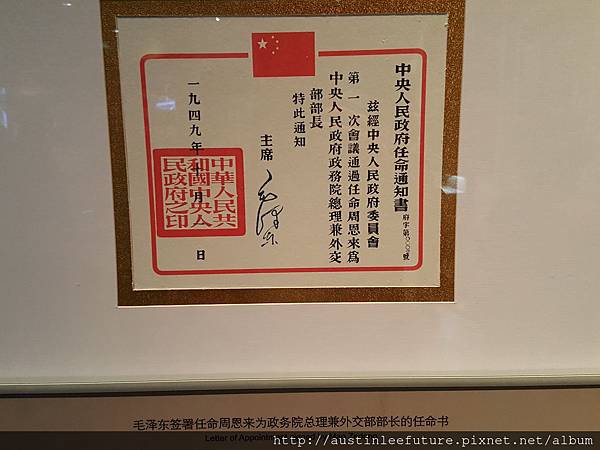 中央人民政府任命通知書 府字第號
茲經中央人民政府委員會
第一次會議通過任命周恩來爲
中央人民政府政務院總理兼外交
部部長
特此通知
主席 毛泽东
一九四九年十月 日
中華人民共
和國中央人
民政府之印
毛泽东签署任命周恩来为政务院总理兼外交部部长的任命书
Letter of Appointment
http://austinleefuture.pixnet.net/album